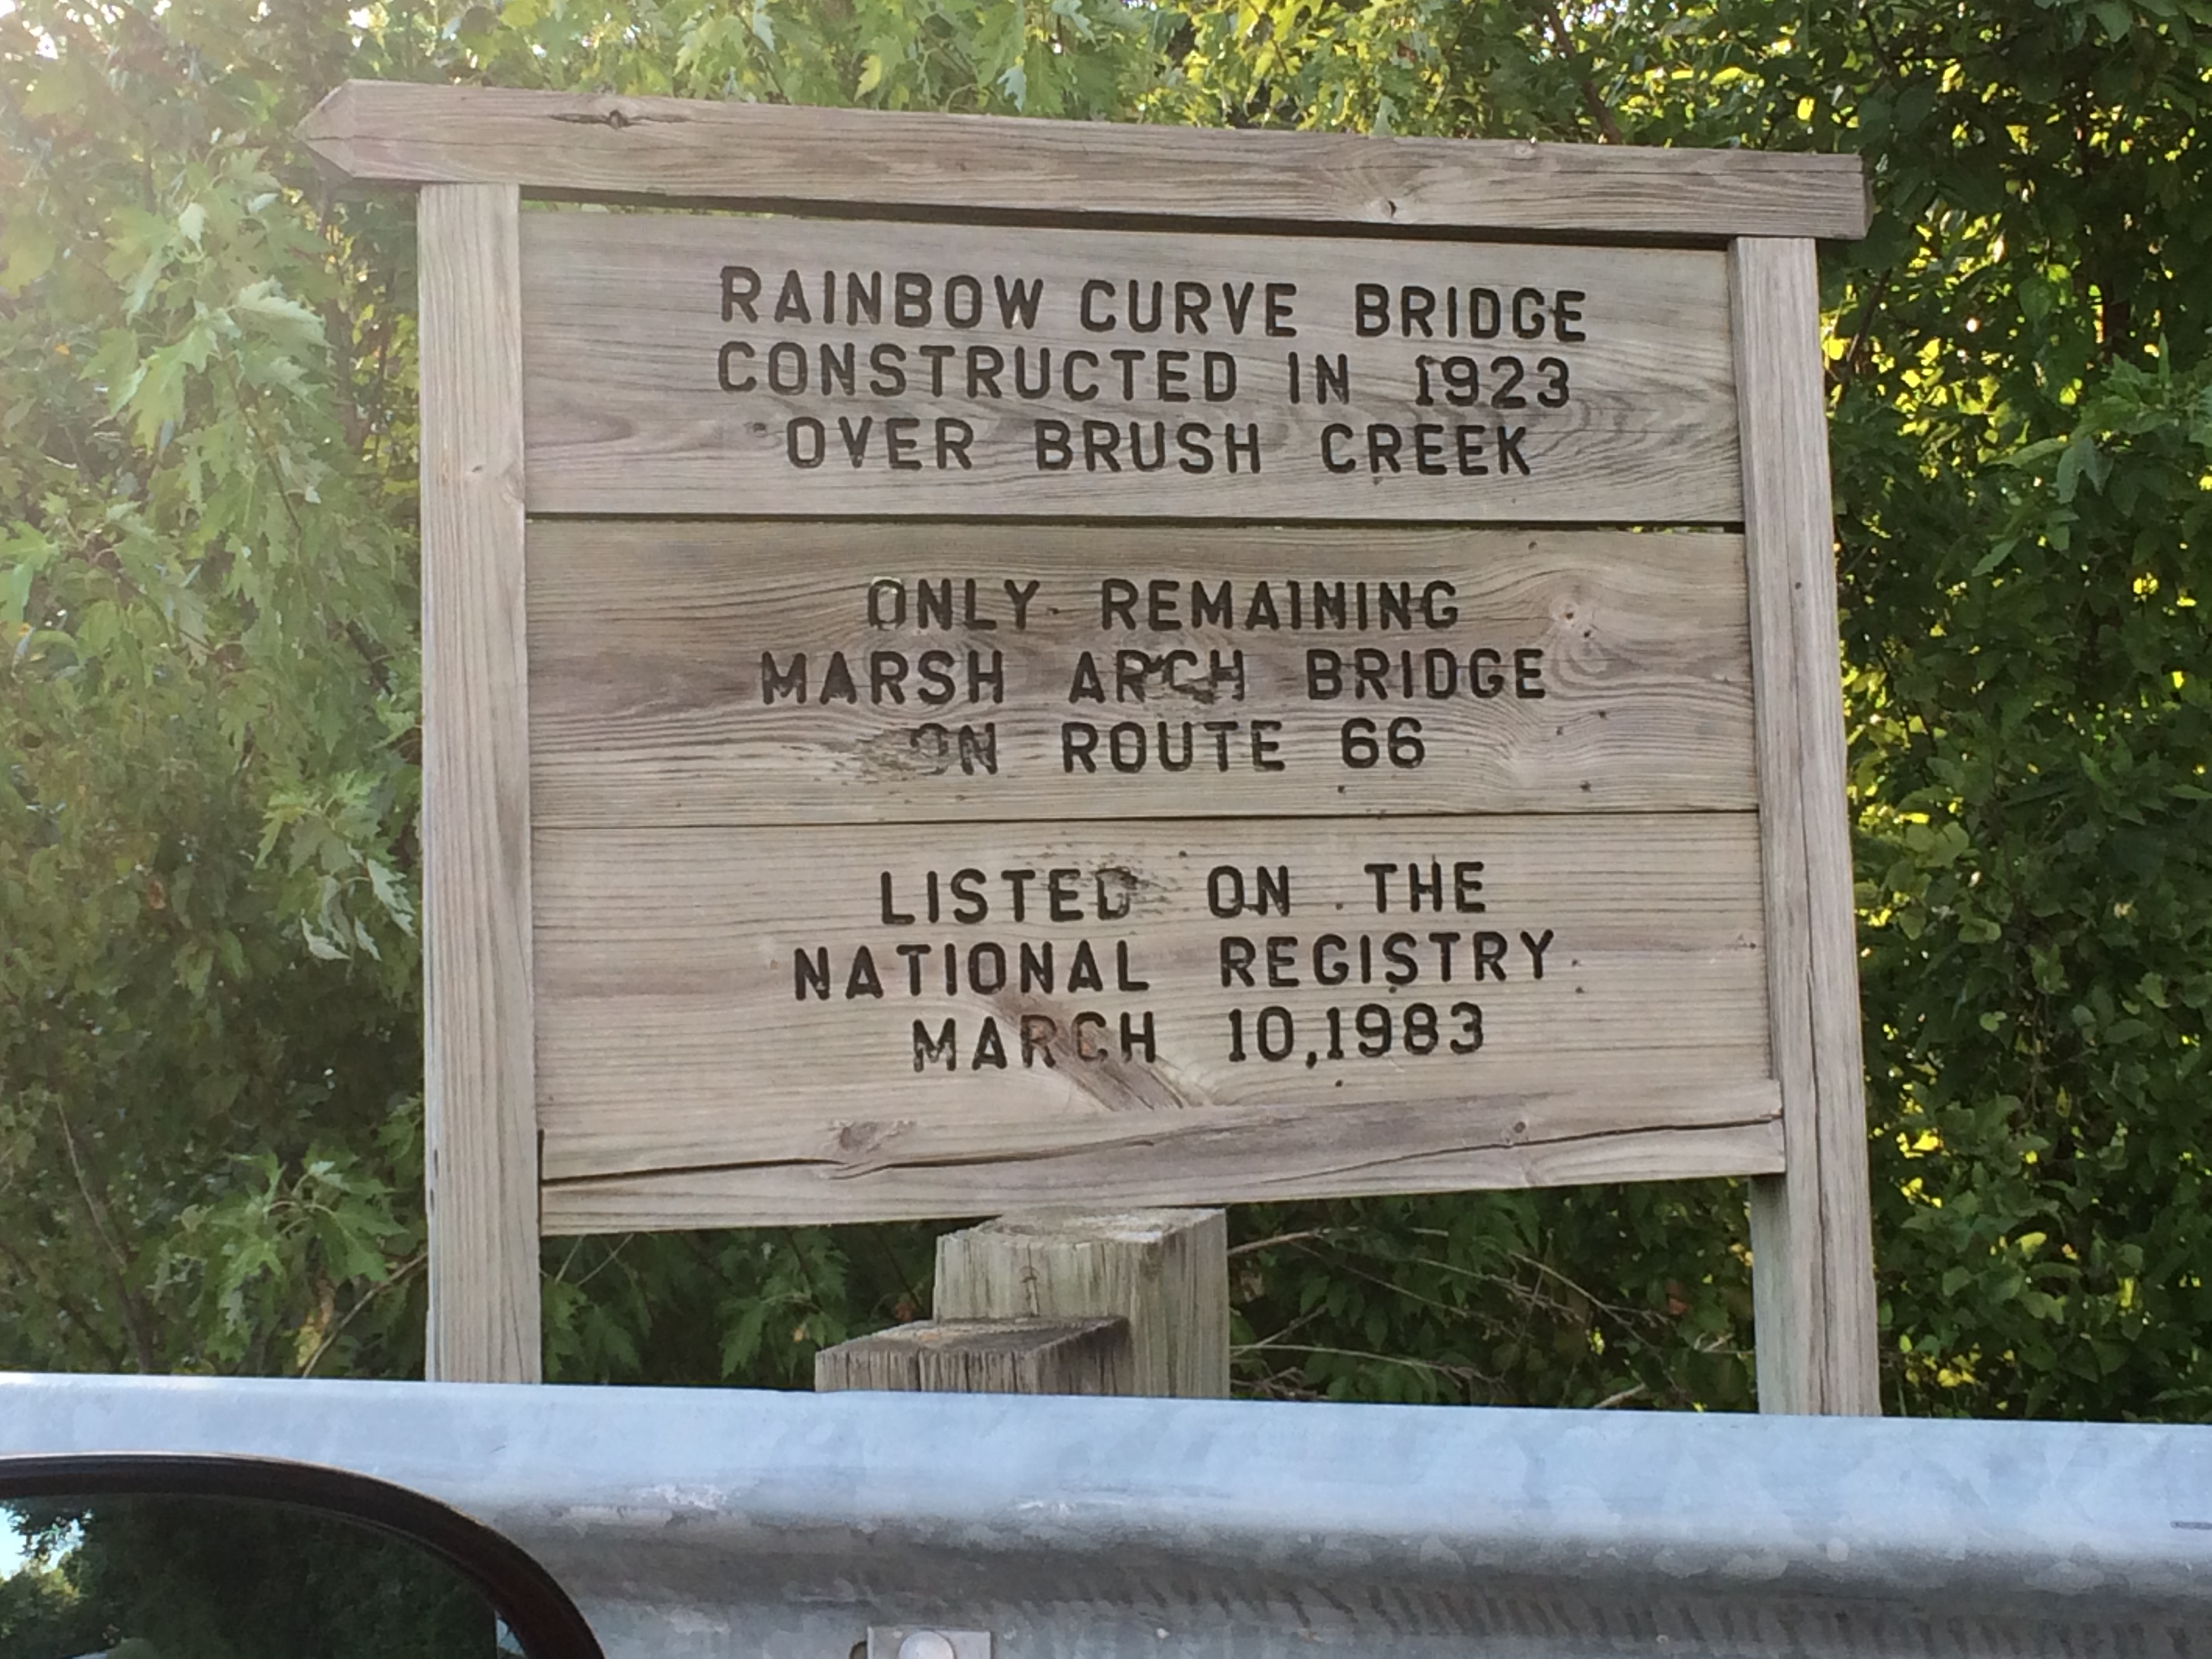 RAINBOW CURVE BRIDGE
CONSTRUCTED IN 1923
OVER BRUSH CREEK
ONLY REMAINING
MARSH ARCH BRIDGE
ON ROUTE 66
LISTED ON THE
NATIONAL REGISTRY
MARCH 10,1983